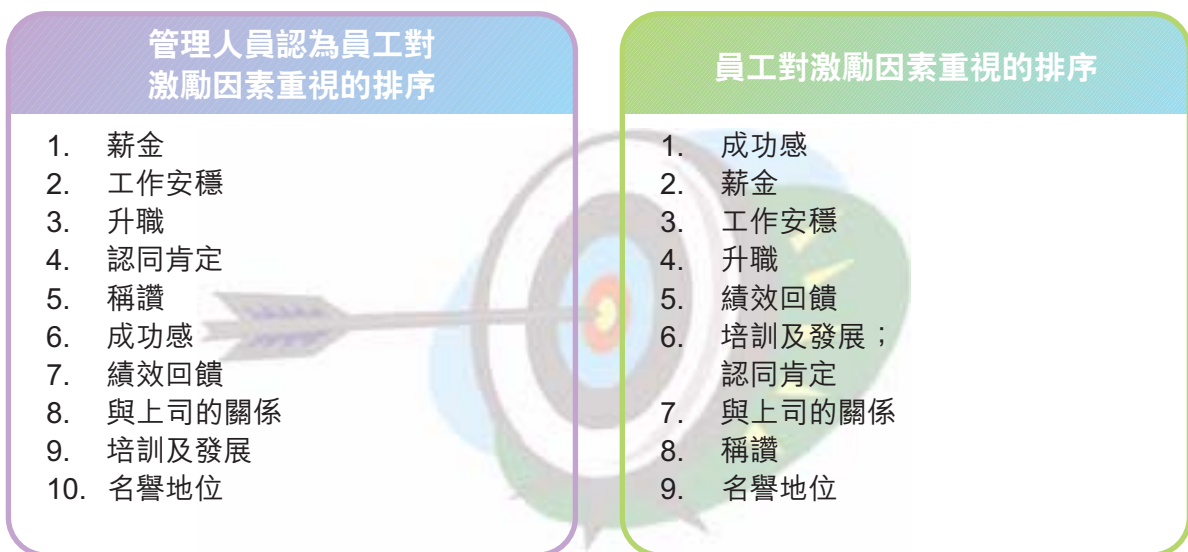 管理人員認為員工對
激勵因素重視的排序
1. 薪金
2. 工作安穩
3. 升職
4. 認同肯定
5. 稱讚
6. 成功感
7. 績效回饋
8. 與上司的關係
9. 培訓及發展
10. 名譽地位
員工對激勵因素重視的排序
1. 成功感
2. 薪金
3. 工作安穩
4. 升職
5. 績效回饋
6. 培訓及發展；
認同肯定
7. 與上司的關係
8. 稱讚
9. 名譽地位